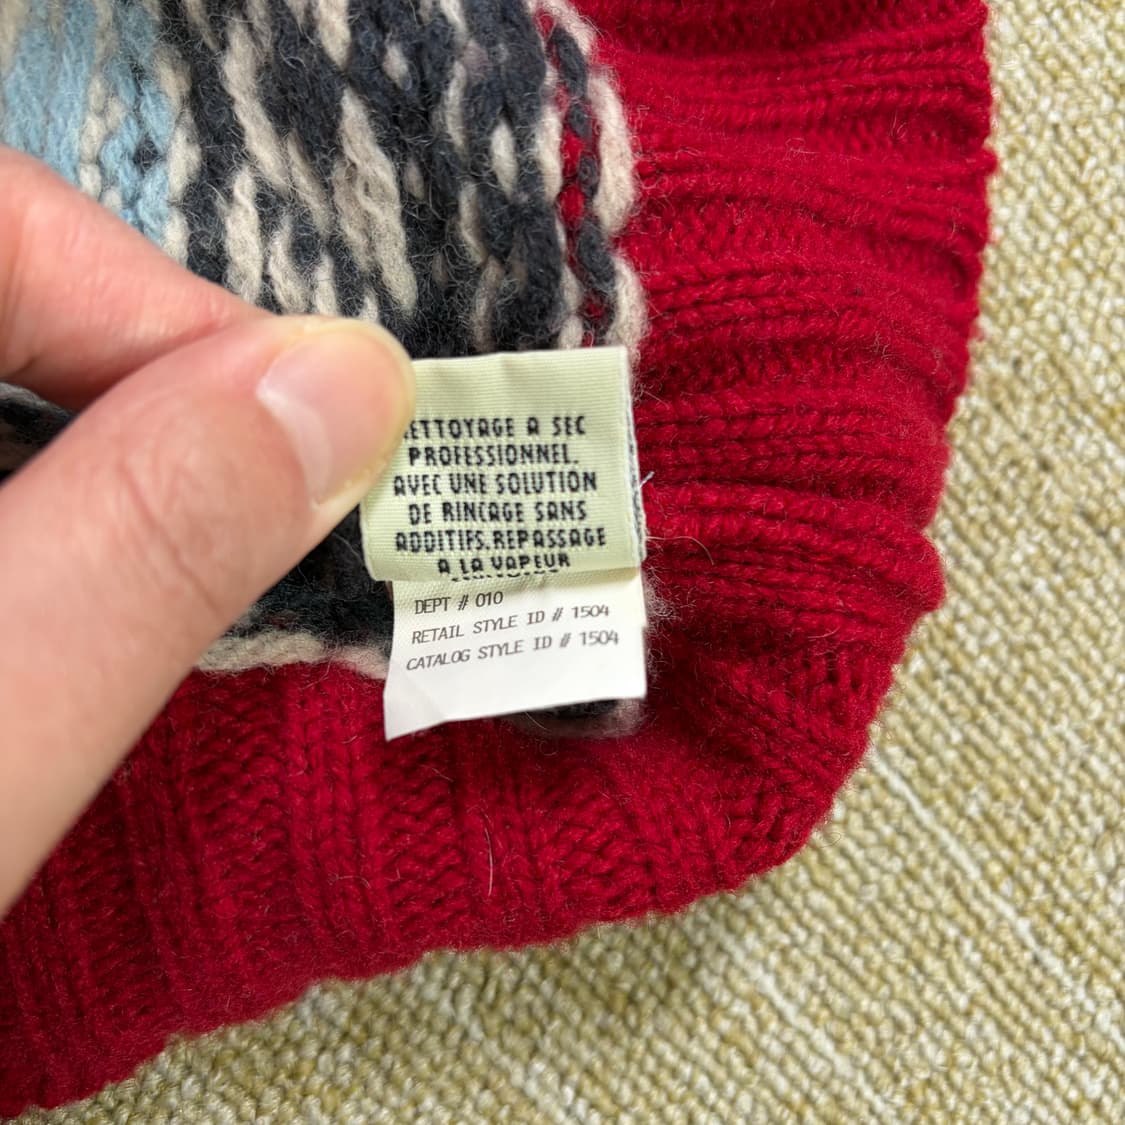 ETTOYAGE A SEC
PROFESSIONNEL.
AVEC UNE SOLUTION
DE RINCAGE SANS
ADDITIFS.REPASSAGE
A LA VAPEUR
DEPT # 010
RETAIL STYLE ID # 1504
CATALOG STYLE ID # 1504